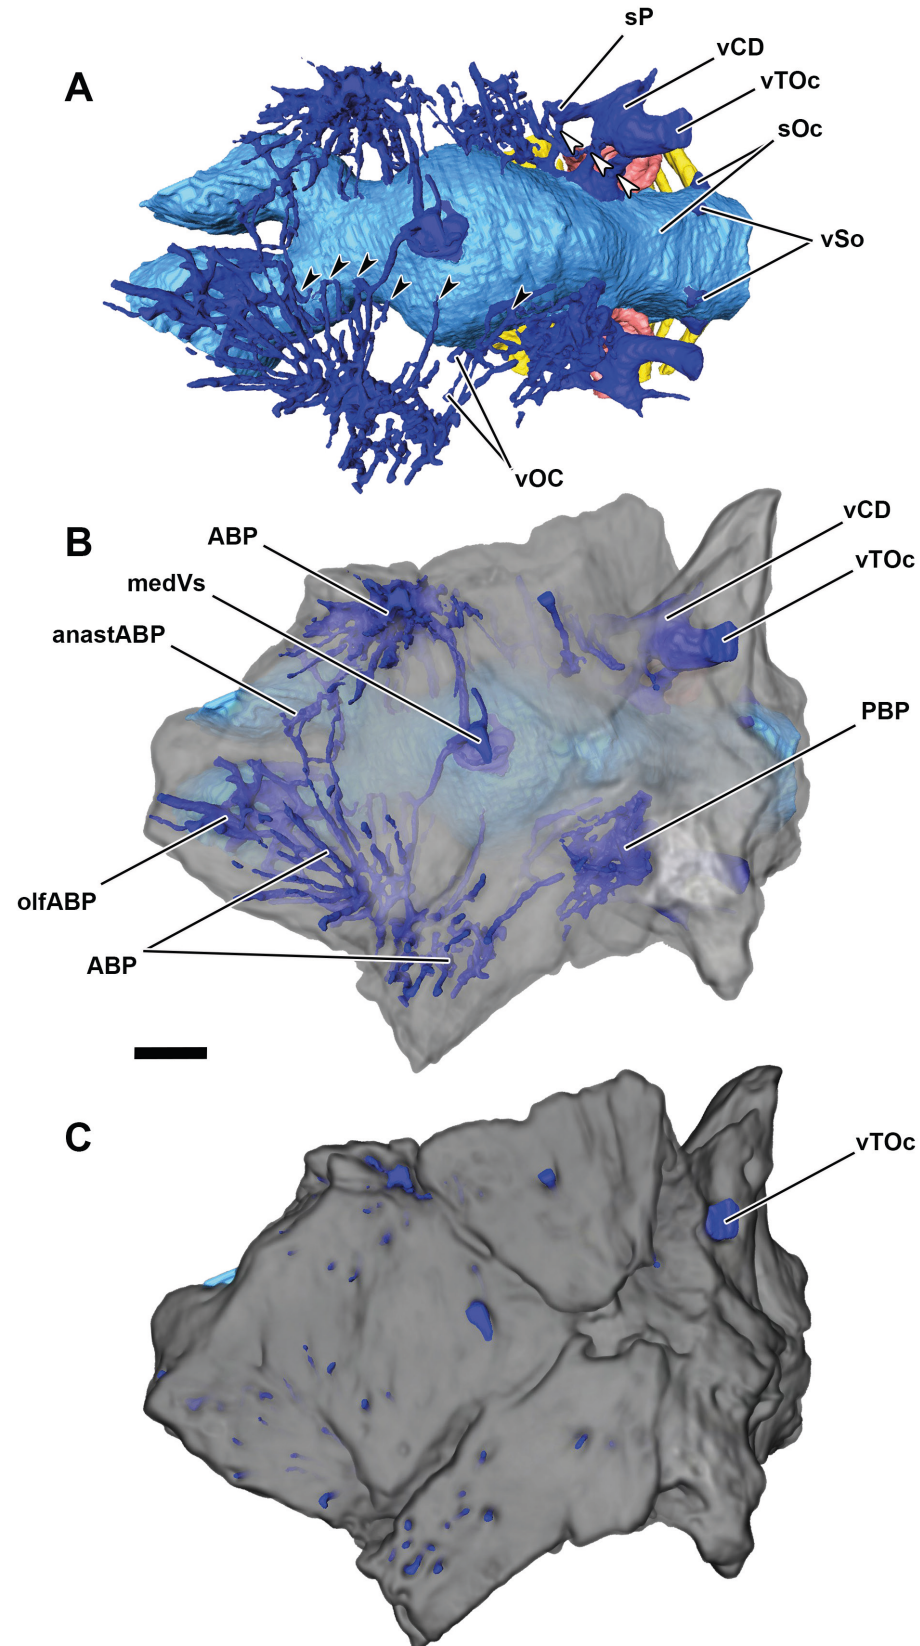 A
sP
vCD
vTOc
sOc
vSo
vOC
B
ABP
medVs
anastABP
olfABP
ABP
vCD
vTOc
PBP
C
vTOc